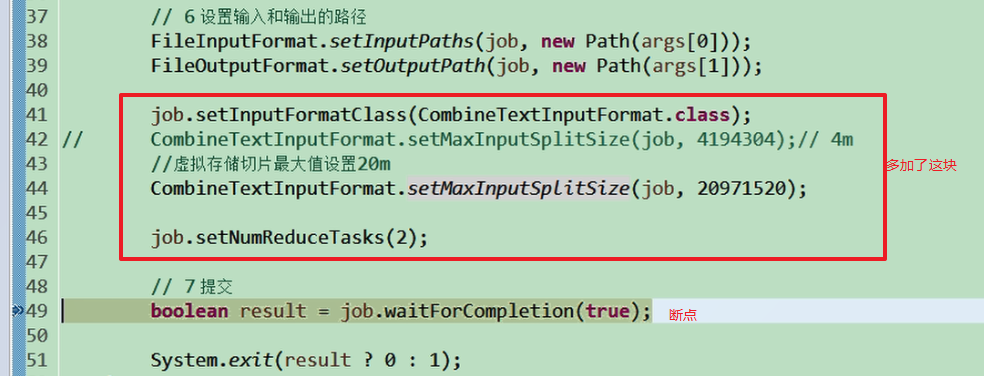 37 // 6 设置输入和输出的路径
38 FileInputFormat.setInputPaths(job, new Path(args[0]));
39 FileOutputFormat.setOutputPath(job, new Path(args[1]));
40
41 job.setInputFormatClass(CombineTextInputFormat.class);
42 // CombineTextInputFormat.setMaxInputSplitSize(job, 4194304);// 4m
43 //虚拟存储切片最大值设置20m
多加了这块
44 CombineTextInputFormat.setMaxInputSplitSize(job, 20971520);
45
46 job.setNumReduceTasks(2);
47
48 // 7 提交
49 boolean result = job.waitForCompletion(true); 断点
50
51 System.exit(result ? 0 : 1);